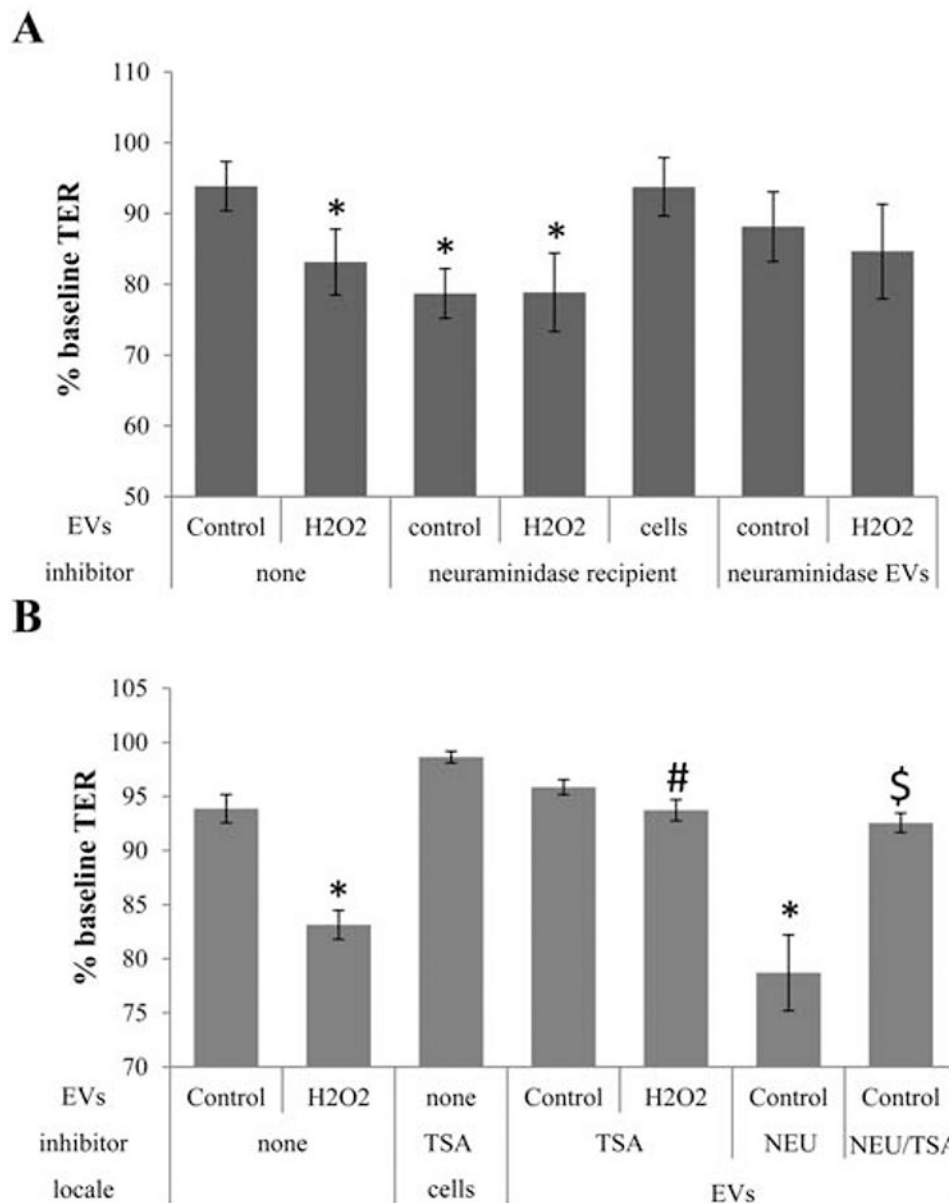 A
110
100
90
80
70
60
50
% baseline TER
*
*
*
EVs Control H2O2 control H2O2 cells control H2O2
inhibitor none neuraminidase recipient neuraminidase EVs
B
105
100
95
90
85
80
75
70
% baseline TER
*
#
*
$
EVs Control H2O2 none Control H2O2 Control Control
inhibitor none TSA TSA NEU NEU/TSA
locale cells EVs